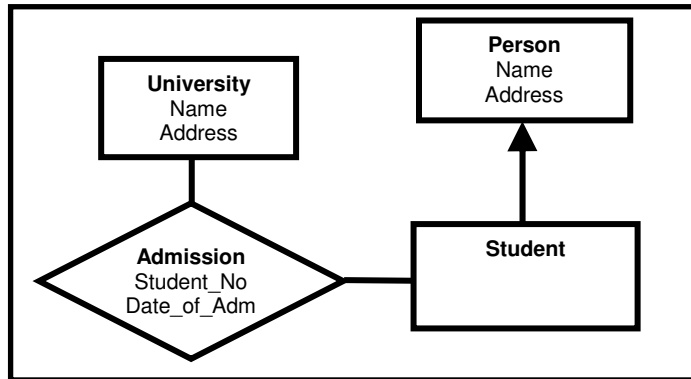 University
Name
Address
Person
Name
Address
Admission
Student_No
Date_of_Adm
Student